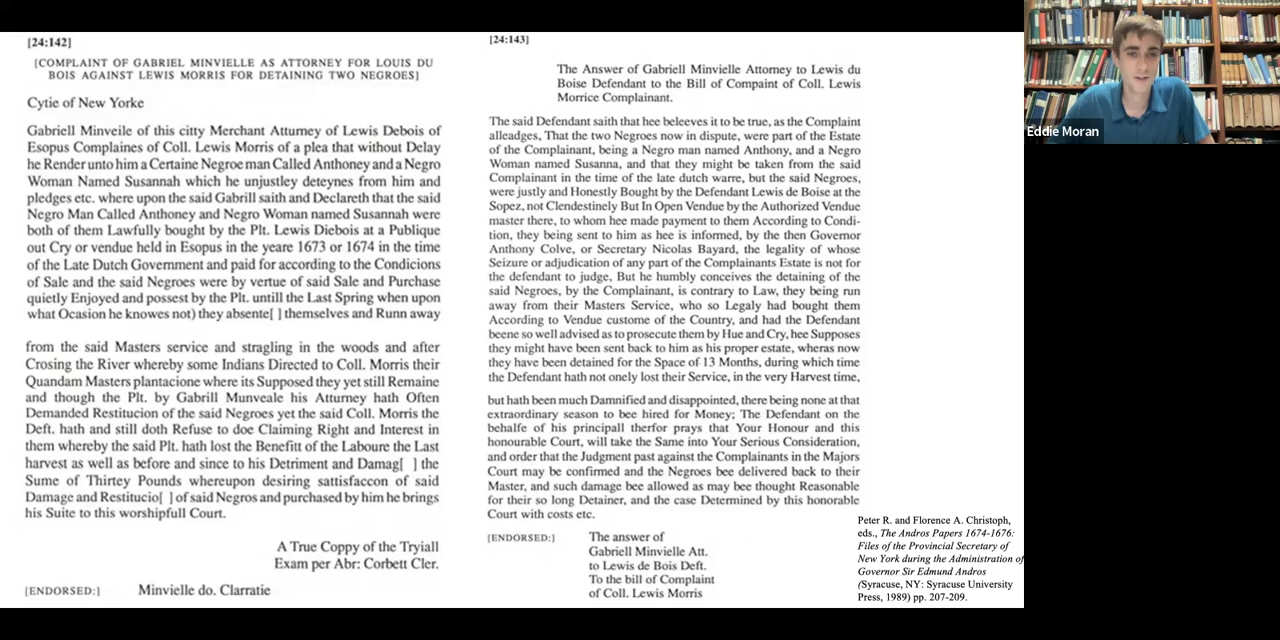 [24:142]
[COMPLAINT OF GABRIEL MINVIELLE AS ATTORNEY FOR LOUIS DU
BOIS AGAINST LEWIS MORRIS FOR DETAINING TWO NEGROES]
Cytie of New Yorke
Gabriell Minveile of this citty Merchant Atturney of Lewis Debois of
Esopus Complaines of Coll. Lewis Morris of a plea that without Delay
he Render unto him a Certaine Negroe man Called Anthoney and a Negro
Woman Named Susannah which he unjustley deteynes from him and
pledges etc. where upon the said Gabrill saith and Declareth that the said
Negro Man Called Anthoney and Negro Woman named Susannah were
both of them Lawfully bought by the Plt. Lewis Diebois at a Publique
out Cry or vendue held in Esopus in the yeare 1673 or 1674 in the time
of the Late Dutch Government and paid for according to the Condicions
of Sale and the said Negroes were by vertue of said Sale and Purchase
quietly Enjoyed and possest by the Plt. untill the Last Spring when upon
what Ocasion he knowes not) they absente[ ] themselves and Runn away
from the said Masters service and stragling in the woods and after
Crosing the River whereby some Indians Directed to Coll. Morris their
Quandam Masters plantacione where its Supposed they yet still Remaine
and though the Plt. by Gabrill Munveale his Attorney hath Often
Demanded Restitucion of the said Negroes yet the said Coll. Morris the
Deft. hath and still doth Refuse to doe Claiming Right and Interest in
them whereby the said Plt. hath lost the Benefitt of the Laboure the Last
harvest as well as before and since to his Detriment and Damag[ ] the
Sume of Thirtey Pounds whereupon desiring sattisfaccon of said
Damage and Restitucio[ ] of said Negros and purchased by him he brings
his Suite to this worshipfull Court.
A True Coppy of the Tryiall
Exam per Abr: Corbett Cler.
[ENDORSED:] Minvielle do. Clarratie
[24:143]
The Answer of Gabriell Minvielle Attorney to Lewis du
Boise Defendant to the Bill of Compaint of Coll. Lewis
Morrice Complainant.
The said Defendant saith that hee beleeves it to be true, as the Complaint
alleadges, That the two Negroes now in dispute, were part of the Estate
of the Complainant, being a Negro man named Anthony, and a Negro
Woman named Susanna, and that they might be taken from the said
Complainant in the time of the late dutch warre, but the said Negroes,
were justly and Honestly Bought by the Defendant Lewis de Boise at the
Sopez, not Clendestinely But In Open Vendue by the Authorized Vendue
master there, to whom hee made payment to them According to Condi-
tion, they being sent to him as hee is informed, by the then Governor
Anthony Colve, or Secretary Nicolas Bayard, the legality of whose
Seizure or adjudication of any part of the Complainants Estate is not for
the defendant to judge, But he humbly conceives the detaining of the
said Negroes, by the Complainant, is contrary to Law, they being run
away from their Masters Service, who so Legaly had bought them
According to Vendue custome of the Country, and had the Defendant
beene so well advised as to prosecute them by Hue and Cry, hee Supposes
they might have been sent back to him as his proper estate, wheras now
they have been detained for the Space of 13 Months, during which time
the Defendant hath not onely lost their Service, in the very Harvest time,
but hath been much Damnified and disappointed, there being none at that
extraordinary season to bee hired for Money; The Defendant on the
behalfe of his principall therfor prays that Your Honour and this
honourable Court, will take the Same into Your Serious Consideration,
and order that the Judgment past against the Complainants in the Majors
Court may be confirmed and the Negroes bee delivered back to their
Master, and such damage bee allowed as may bee thought Reasonable
for their so long Detainer, and the case Determined by this honorable
Court with costs etc.
[ENDORSED:] The answer of
Gabriell Minvielle Att.
to Lewis de Bois Deft.
To the bill of Complaint
of Coll. Lewis Morris
Peter R. and Florence A. Christoph,
eds., The Andros Papers 1674-1676:
Files of the Provincial Secretary of
New York during the Administration of
Governor Sir Edmund Andros
(Syracuse, NY: Syracuse University
Press, 1989) pp. 207-209.
Eddie Moran